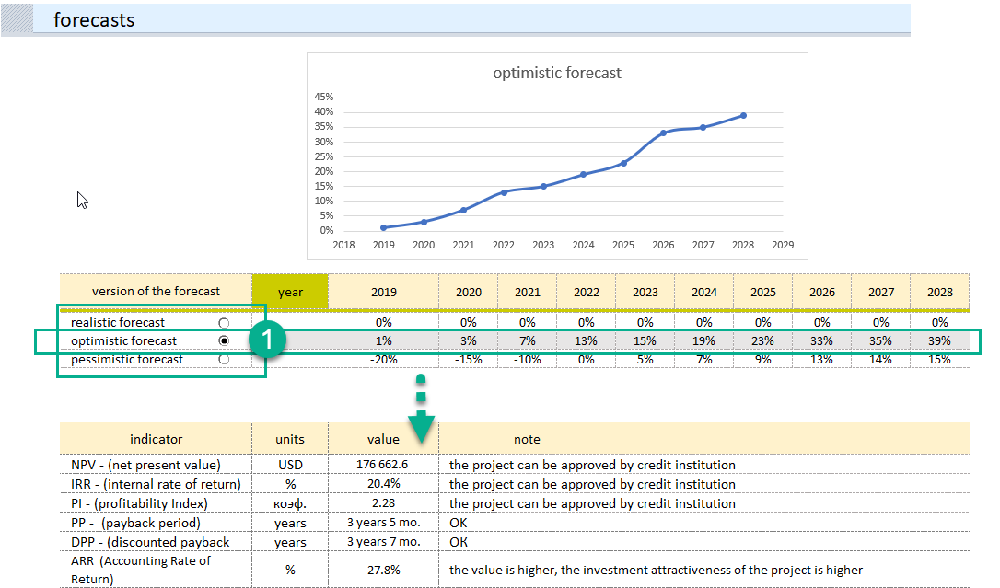 forecasts
optimistic forecast
45%
40%
35%
30%
25%
20%
15%
10%
5%
0%
2018 2019 2020 2021 2022 2023 2024 2025 2026 2027 2028 2029
version of the forecast year 2019 2020 2021 2022 2023 2024 2025 2026 2027 2028
realistic forecast 0% 0% 0% 0% 0% 0% 0% 0% 0% 0%
1
optimistic forecast 1% 3% 7% 13% 15% 19% 23% 33% 35% 39%
pessimistic forecast -20% -15% -10% 0% 5% 7% 9% 13% 14% 15%
indicator units value note
NPV - (net present value) USD 176 662.6 the project can be approved by credit institution
IRR - (internal rate of return) % 20.4% the project can be approved by credit institution
PI - (profitability Index) коэф. 2.28 the project can be approved by credit institution
PP - (payback period) years 3 years 5 mo. OK
DPP - (discounted payback years 3 years 7 mo. OK
ARR (Accounting Rate of
Return) % 27.8% the value is higher, the investment attractiveness of the project is higher